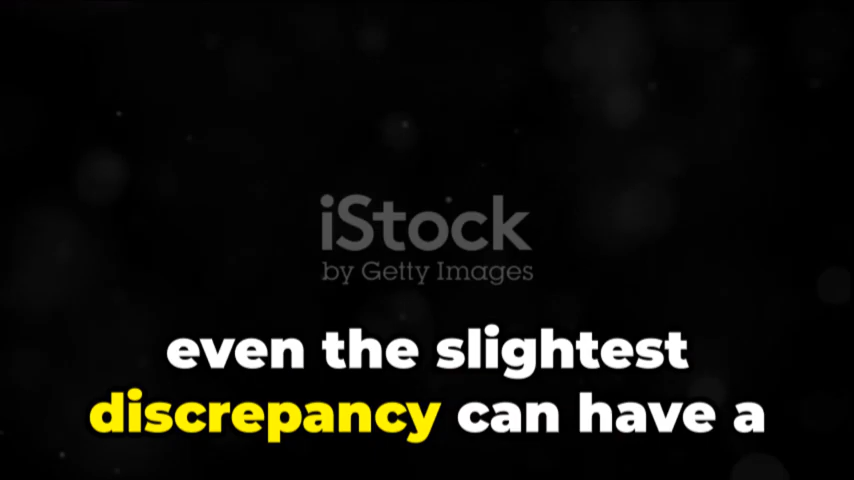 iStock
by Getty Images
even the slightest
discrepancy can have a